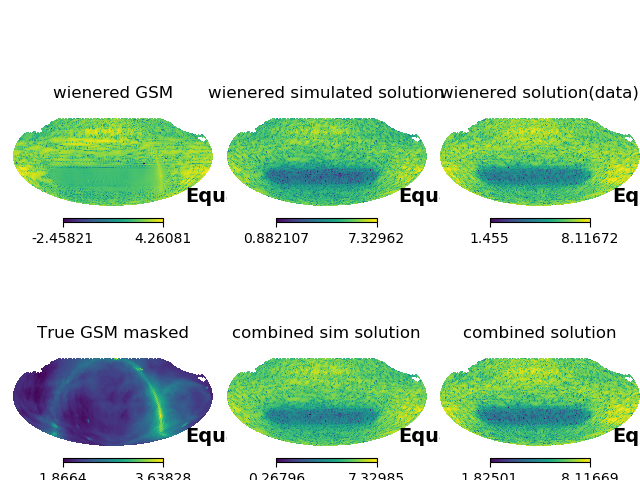 wienered GSM
wienered simulated solution
wienered solution(data)
Equ
Equ
Eq
-2.45821 4.26081
0.882107 7.32962
1.455 8.11672
True GSM masked
combined sim solution
combined solution
Equ
Equ
Eq
1.8664 3.63828
0.26796 7.32985
1.82501 8.11669